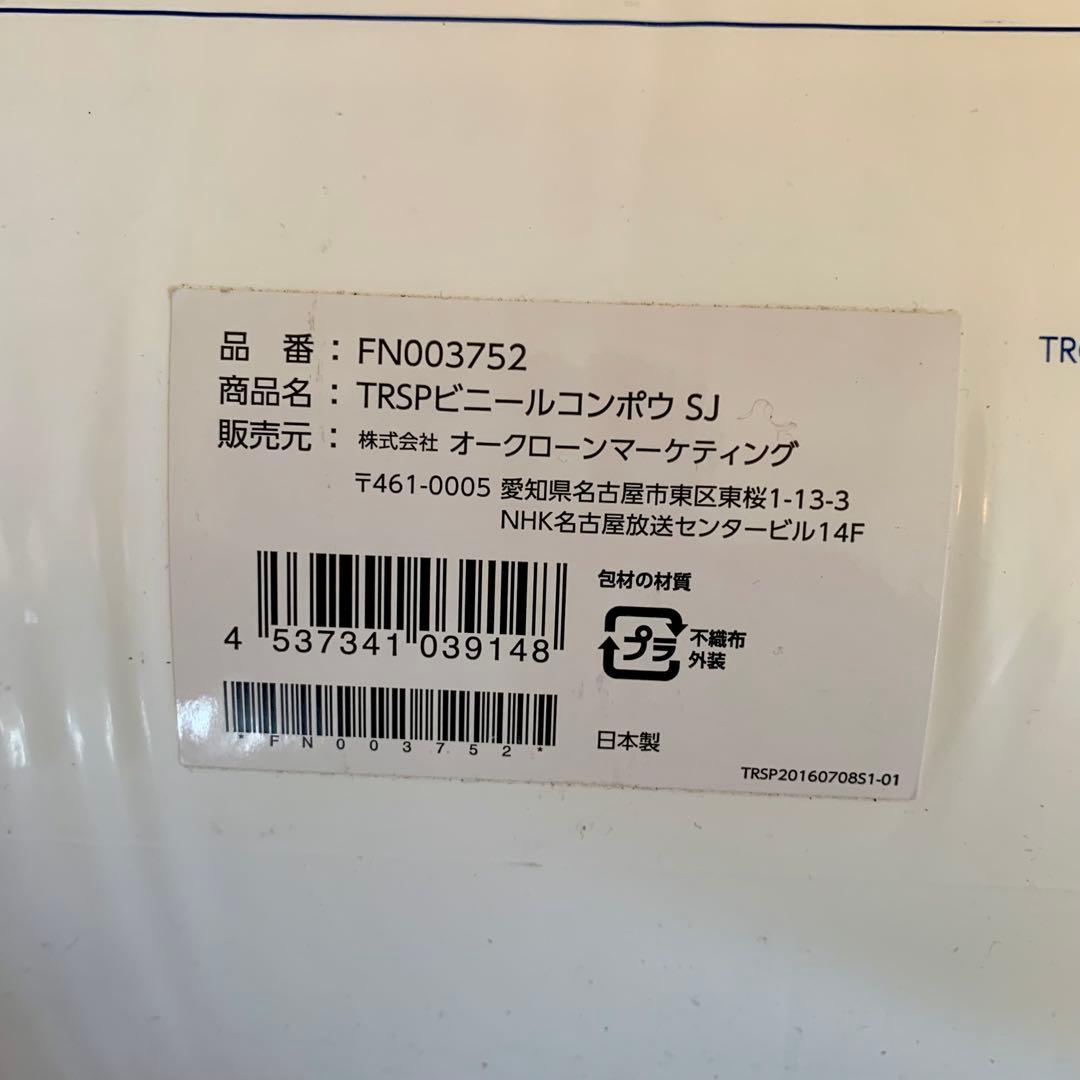 品 番：FN003752
商品名：TRSPビニールコンポウ SJ
販売元：株式会社 オークローンマーケティング
〒461-0005 愛知県名古屋市東区東桜1-13-3
NHK名古屋放送センタービル14F
4 537341 039148
*FN003752*
包材の材質
プラ
不織布
外装
日本製
TRSP20160708S1-01